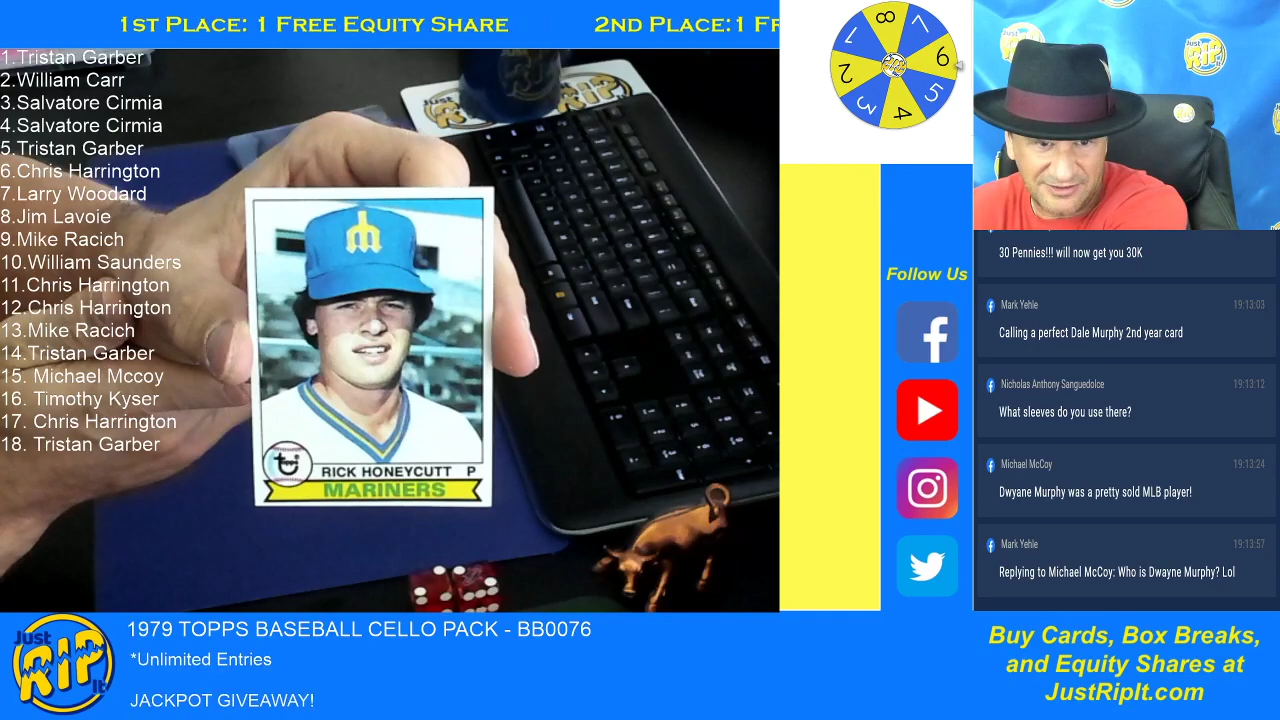 1st Place: 1 Free Equity Share
2nd Place:1 Fr
1.Tristan Garber
2.William Carr
3.Salvatore Cirmia
4.Salvatore Cirmia
5.Tristan Garber
6.Chris Harrington
7.Larry Woodard
8.Jim Lavoie
9.Mike Racich
10.William Saunders
11.Chris Harrington
12.Chris Harrington
13.Mike Racich
14.Tristan Garber
15. Michael Mccoy
16. Timothy Kyser
17. Chris Harrington
18. Tristan Garber
Just RIP
RICK HONEYCUTT P
MARINERS
8
7
6
5
4
3
2
1
Follow Us
30 Pennies!!! will now get you 30K
Mark Yehle 19:13:03
Calling a perfect Dale Murphy 2nd year card
Nicholas Anthony Sanguedolce 19:13:12
What sleeves do you use there?
Michael McCoy 19:13:24
Dwyane Murphy was a pretty sold MLB player!
Mark Yehle 19:13:57
Replying to Michael McCoy: Who is Dwayne Murphy? Lol
Just RIP It
1979 TOPPS BASEBALL CELLO PACK - BB0076
*Unlimited Entries
JACKPOT GIVEAWAY!
Buy Cards, Box Breaks,
and Equity Shares at
JustRipIt.com